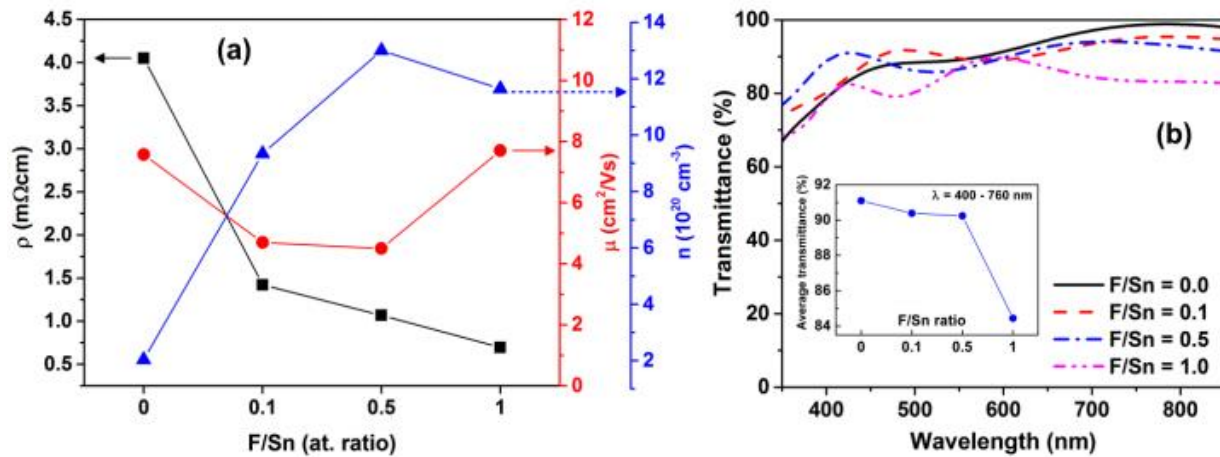 (a)
ρ (mΩcm)
4.5
4.0
3.5
3.0
2.5
2.0
1.5
1.0
0.5
0 0.1 0.5 1
F/Sn (at. ratio)
12
10
8
6
4
2
0
μ (cm²/Vs)
14
12
10
8
6
4
2
n (10²⁰ cm⁻³)
(b)
Transmittance (%)
100
80
60
40
20
0
400 500 600 700 800
Wavelength (nm)
Average transmittance (%)
92
90
88
86
84
λ = 400 - 760 nm
F/Sn ratio
0 0.1 0.5 1
F/Sn = 0.0
F/Sn = 0.1
F/Sn = 0.5
F/Sn = 1.0